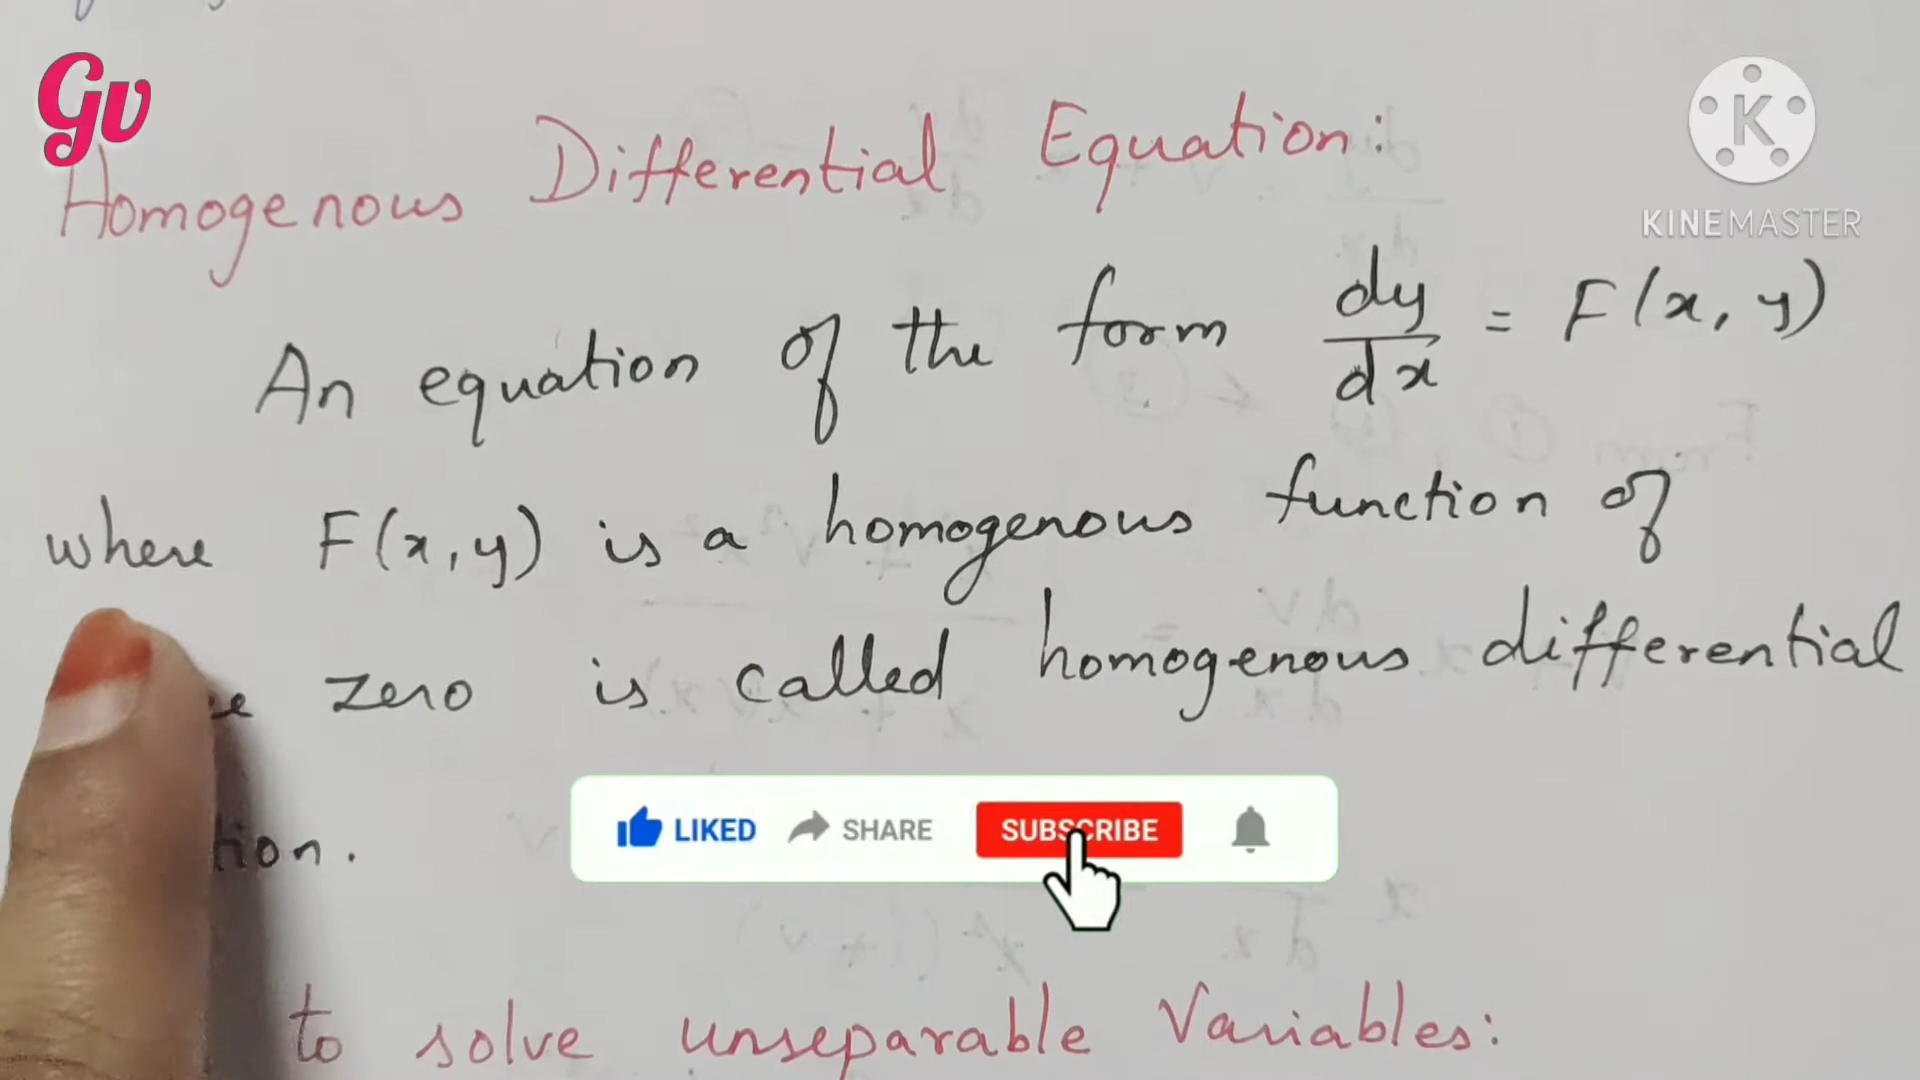 Gv
K
KINEMASTER
Homogenous Differential Equation:
An equation of the form dy/dx = F(x, y)
where F(x, y) is a homogenous function of
zero is called homogenous differential
LIKED SHARE SUBSCRIBE
to solve unseparable Variables: